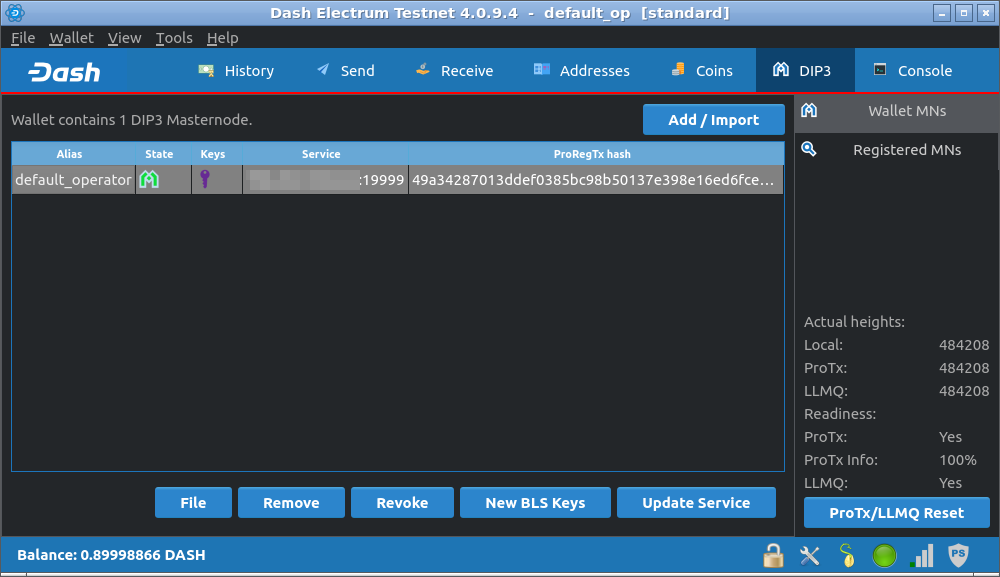 Dash Electrum Testnet 4.0.9.4 - default_op [standard]
File Wallet View Tools Help
Dash History Send Receive Addresses Coins DIP3 Console
Wallet contains 1 DIP3 Masternode.
Add / Import
Alias State Keys Service ProRegTx hash
default_operator :19999 49a34287013ddef0385bc98b50137e398e16ed6fce...
File Remove Revoke New BLS Keys Update Service
Wallet MNs
Registered MNs
Actual heights:
Local: 484208
ProTx: 484208
LLMQ: 484208
Readiness:
ProTx: Yes
ProTx Info: 100%
LLMQ: Yes
ProTx/LLMQ Reset
Balance: 0.89998866 DASH
PS